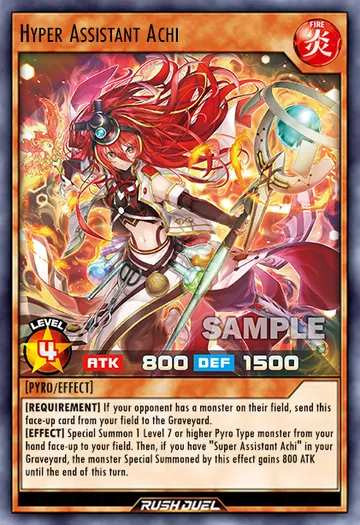 Hyper Assistant Achi
FIRE
炎
SAMPLE
LEVEL
4
ATK 800 DEF 1500
[PYRO/EFFECT]
[REQUIREMENT] If your opponent has a monster on their field, send this
face-up card from your field to the Graveyard.
[EFFECT] Special Summon 1 Level 7 or higher Pyro Type monster from your
hand face-up to your field. Then, if you have "Super Assistant Achi" in
your Graveyard, the monster Special Summoned by this effect gains 800 ATK
until the end of this turn.
RUSH DUEL